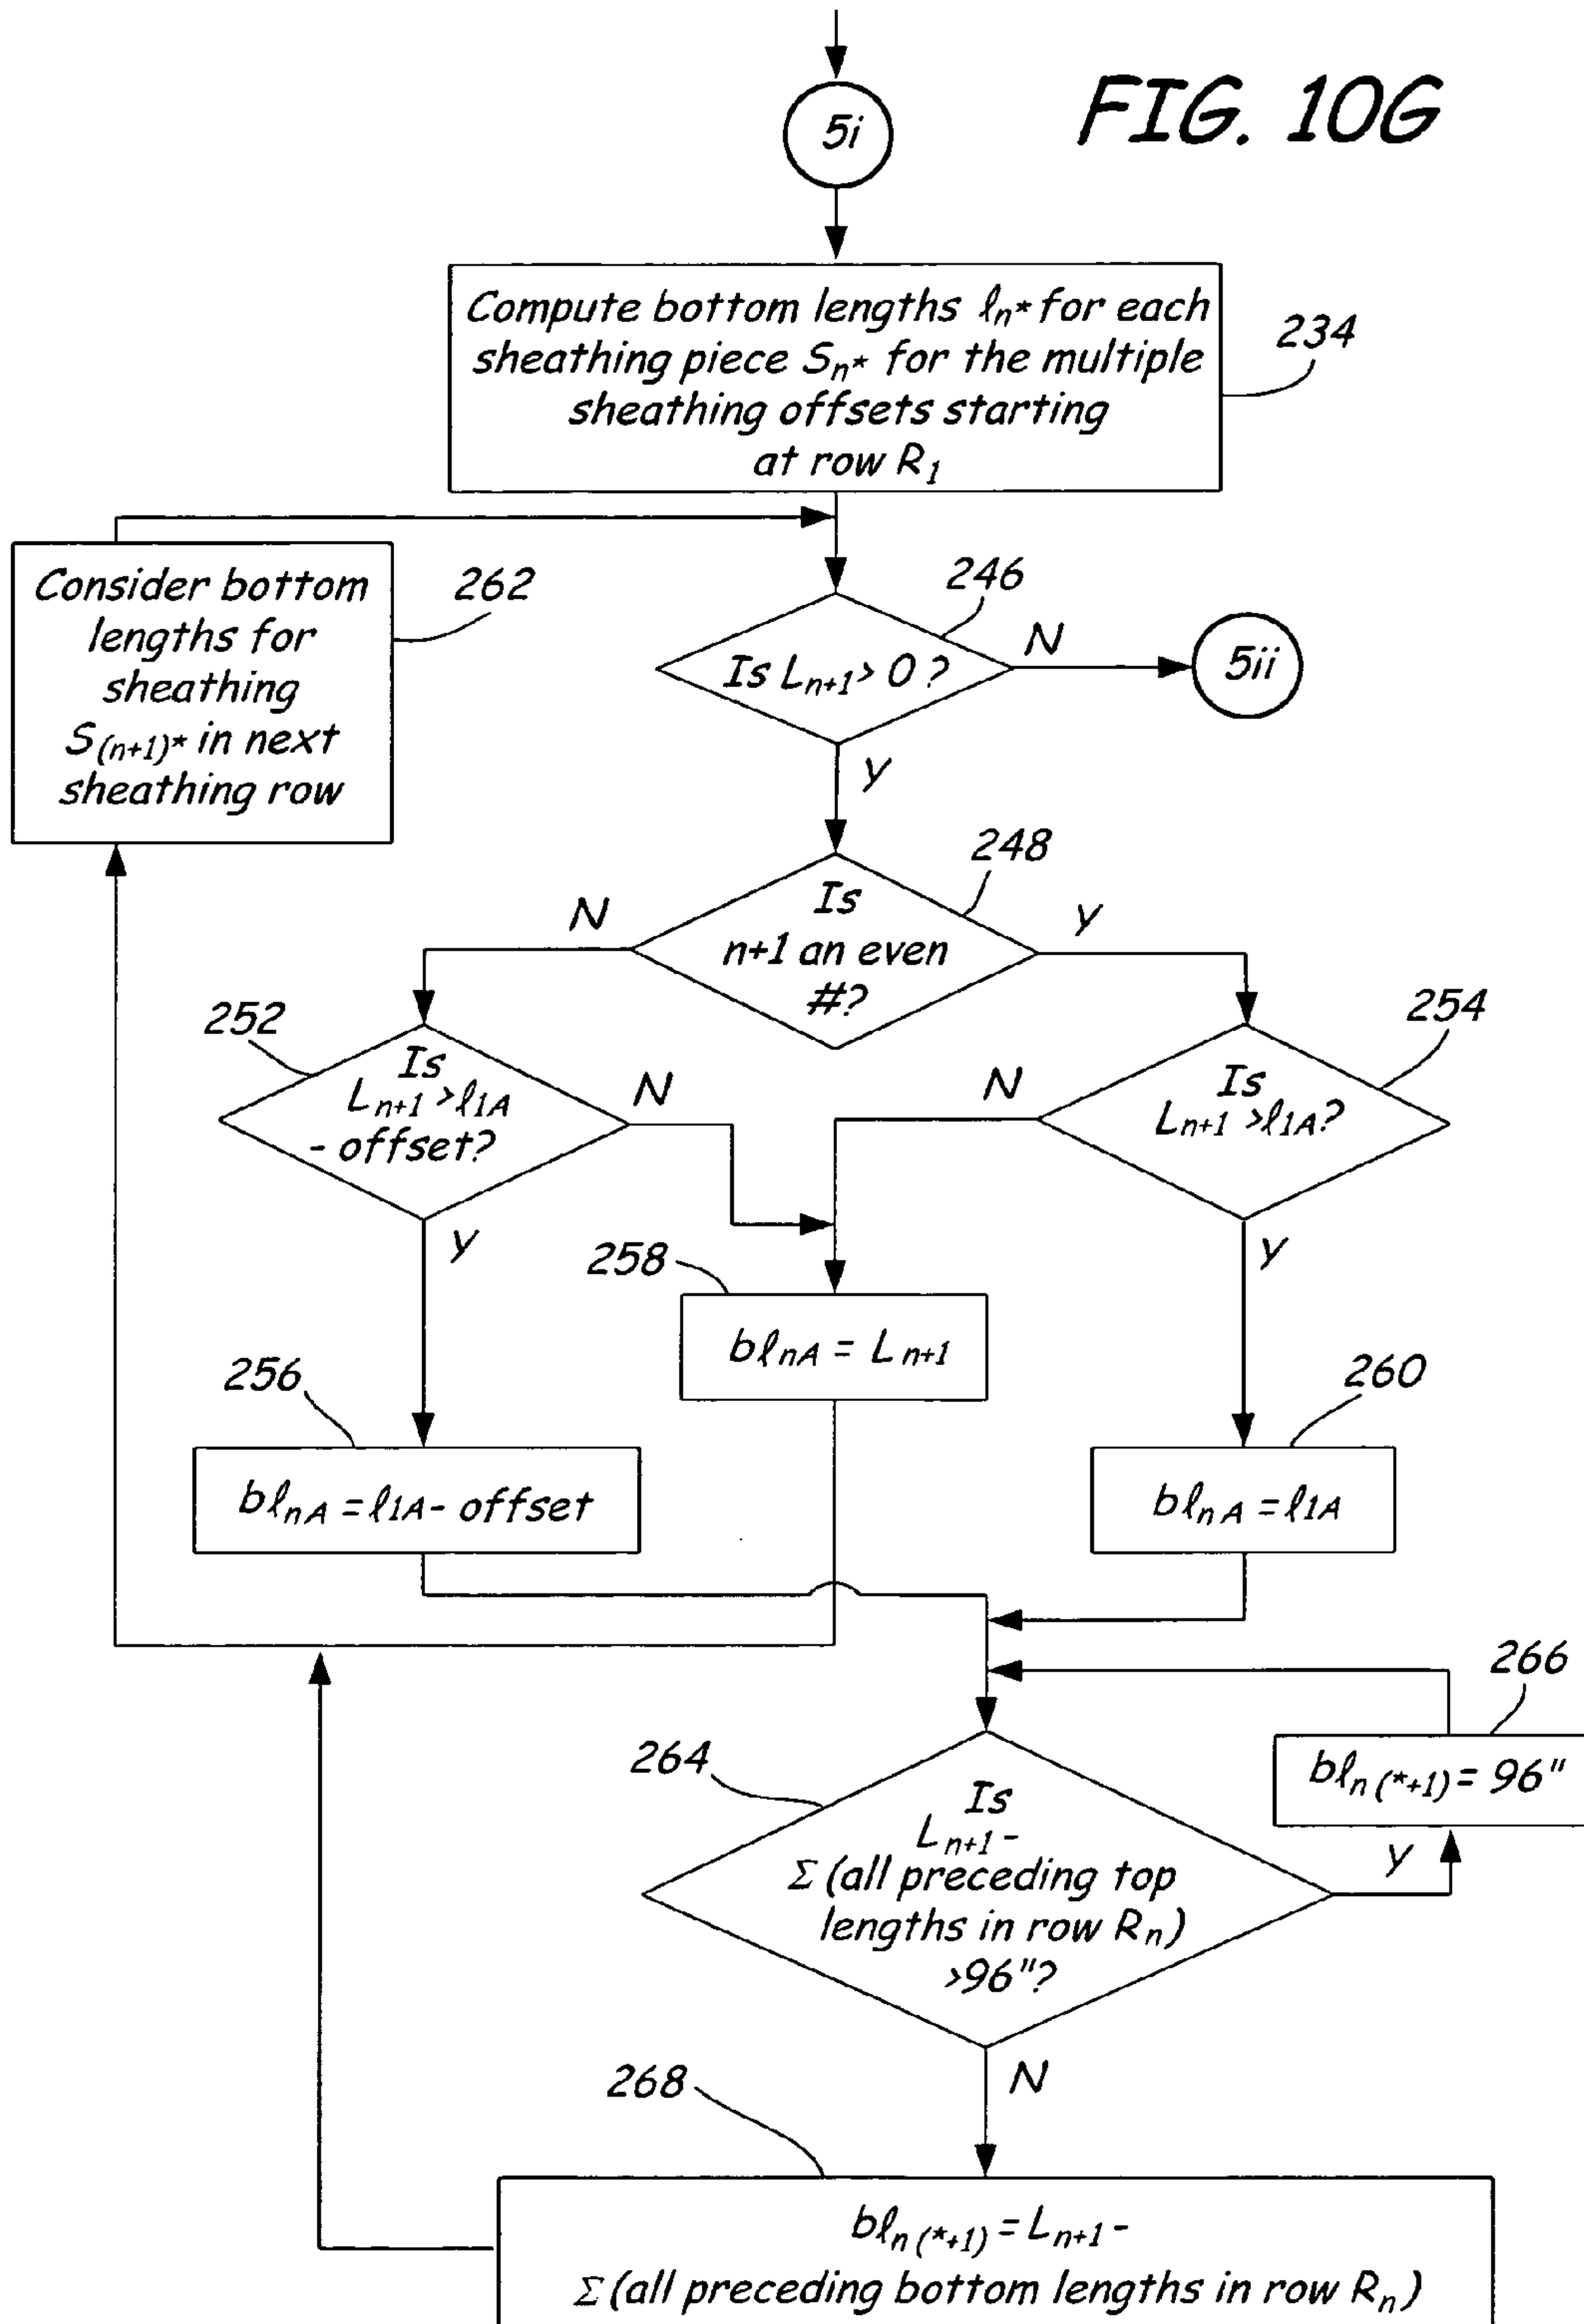 FIG. 10G
5i
Compute bottom lengths ℓn* for each
sheathing piece Sn* for the multiple
sheathing offsets starting
at row R1
234
Consider bottom
lengths for
sheathing
S(n+1)* in next
sheathing row
262
246
Is Ln+1 > 0 ?
N
5ii
Y
248
Is
n+1 an even
#?
N
Y
252
Is
Ln+1 >ℓ1A
- offset?
N
Y
254
Is
Ln+1 >ℓ1A?
N
Y
258
bℓnA = Ln+1
256
bℓnA = ℓ1A - offset
260
bℓnA = ℓ1A
264
Is
Ln+1 -
Σ (all preceding top
lengths in row Rn)
>96"?
266
bℓn(*+1) = 96"
Y
N
268
bℓn(*+1) = Ln+1 -
Σ (all preceding bottom lengths in row Rn)